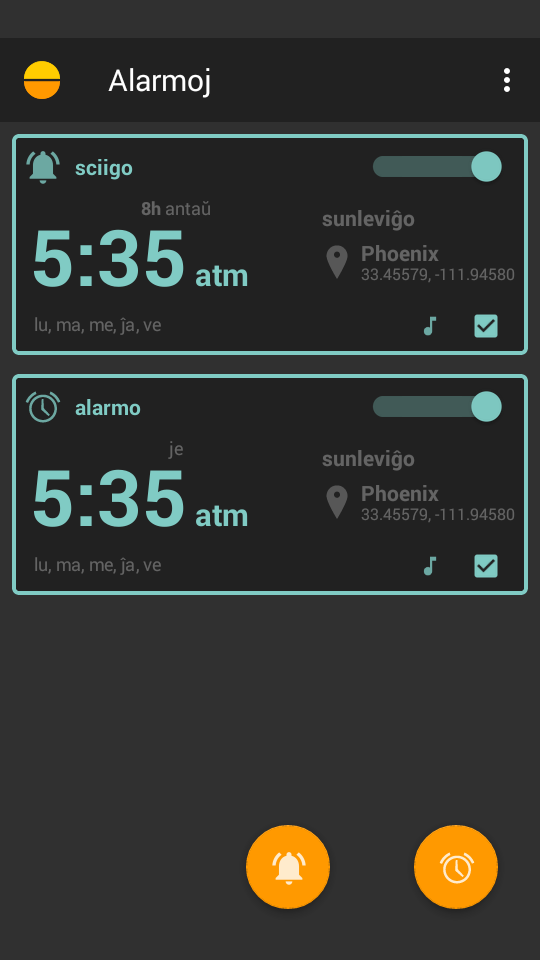 Alarmoj
sciigo
8h antaŭ
5:35 atm
sunleviĝo
Phoenix
33.45579, -111.94580
lu, ma, me, ĵa, ve
alarmo
je
5:35 atm
sunleviĝo
Phoenix
33.45579, -111.94580
lu, ma, me, ĵa, ve